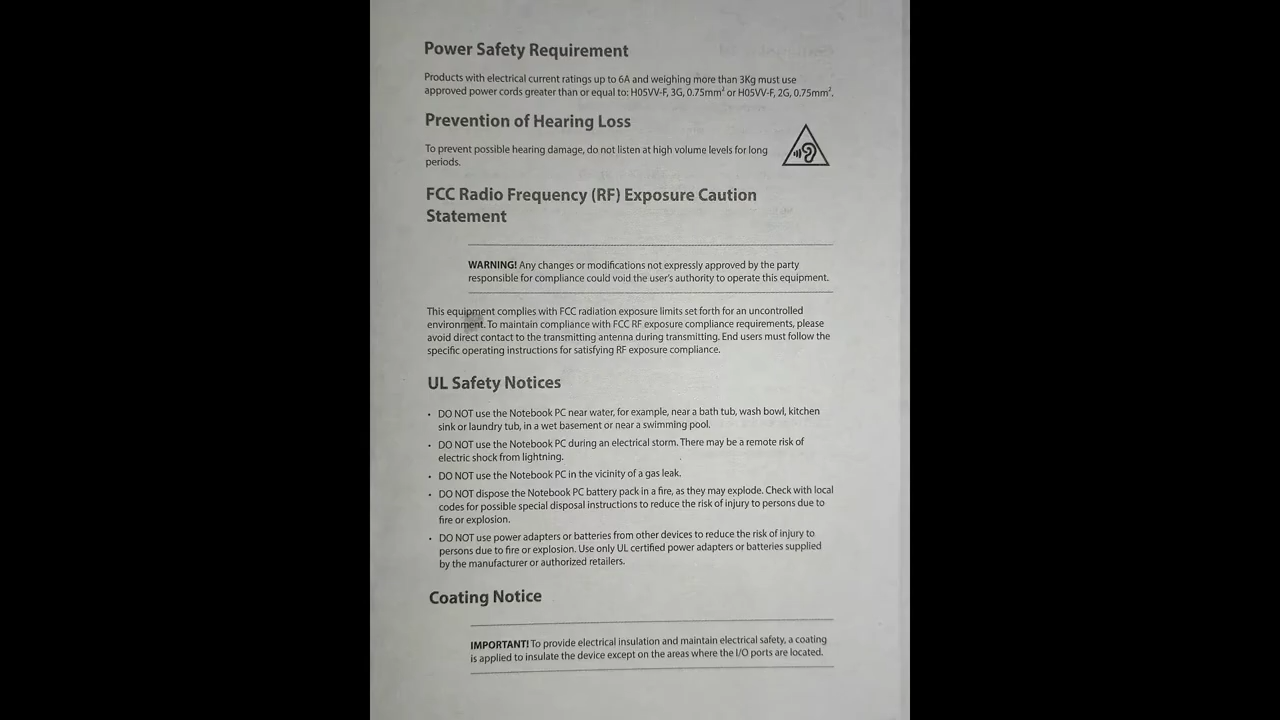 Power Safety Requirement
Products with electrical current ratings up to 6A and weighing more than 3Kg must use
approved power cords greater than or equal to: H05VV-F, 3G, 0.75mm² or H05VV-F, 2G, 0.75mm².
Prevention of Hearing Loss
To prevent possible hearing damage, do not listen at high volume levels for long
periods.
FCC Radio Frequency (RF) Exposure Caution
Statement
WARNING! Any changes or modifications not expressly approved by the party
responsible for compliance could void the user's authority to operate this equipment.
This equipment complies with FCC radiation exposure limits set forth for an uncontrolled
environment. To maintain compliance with FCC RF exposure compliance requirements, please
avoid direct contact to the transmitting antenna during transmitting. End users must follow the
specific operating instructions for satisfying RF exposure compliance.
UL Safety Notices
• DO NOT use the Notebook PC near water, for example, near a bath tub, wash bowl, kitchen
sink or laundry tub, in a wet basement or near a swimming pool.
• DO NOT use the Notebook PC during an electrical storm. There may be a remote risk of
electric shock from lightning.
• DO NOT use the Notebook PC in the vicinity of a gas leak.
• DO NOT dispose the Notebook PC battery pack in a fire, as they may explode. Check with local
codes for possible special disposal instructions to reduce the risk of injury to persons due to
fire or explosion.
• DO NOT use power adapters or batteries from other devices to reduce the risk of injury to
persons due to fire or explosion. Use only UL certified power adapters or batteries supplied
by the manufacturer or authorized retailers.
Coating Notice
IMPORTANT! To provide electrical insulation and maintain electrical safety, a coating
is applied to insulate the device except on the areas where the I/O ports are located.